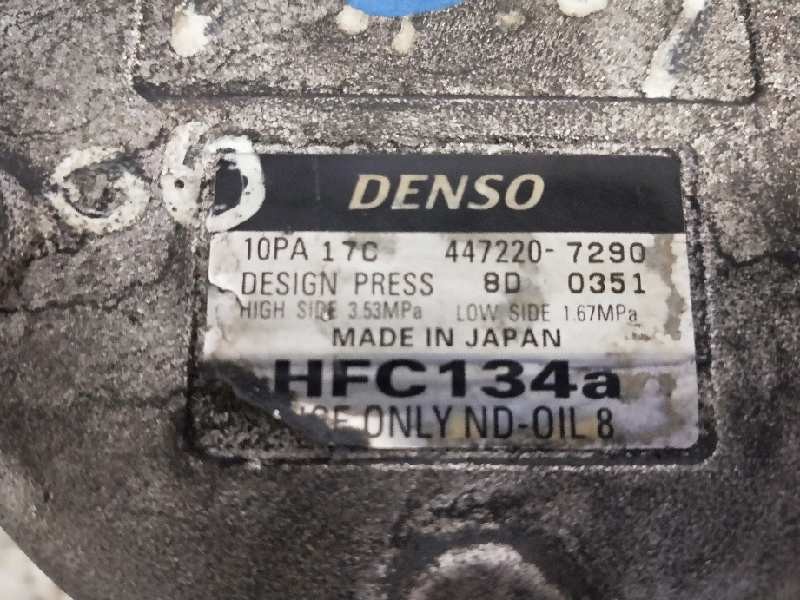 DENSO
10PA 17C 447220-7290
DESIGN PRESS 8D 0351
HIGH SIDE 3.53MPa LOW SIDE 1.67MPa
MADE IN JAPAN
HFC134a
ONLY ND-OIL 8